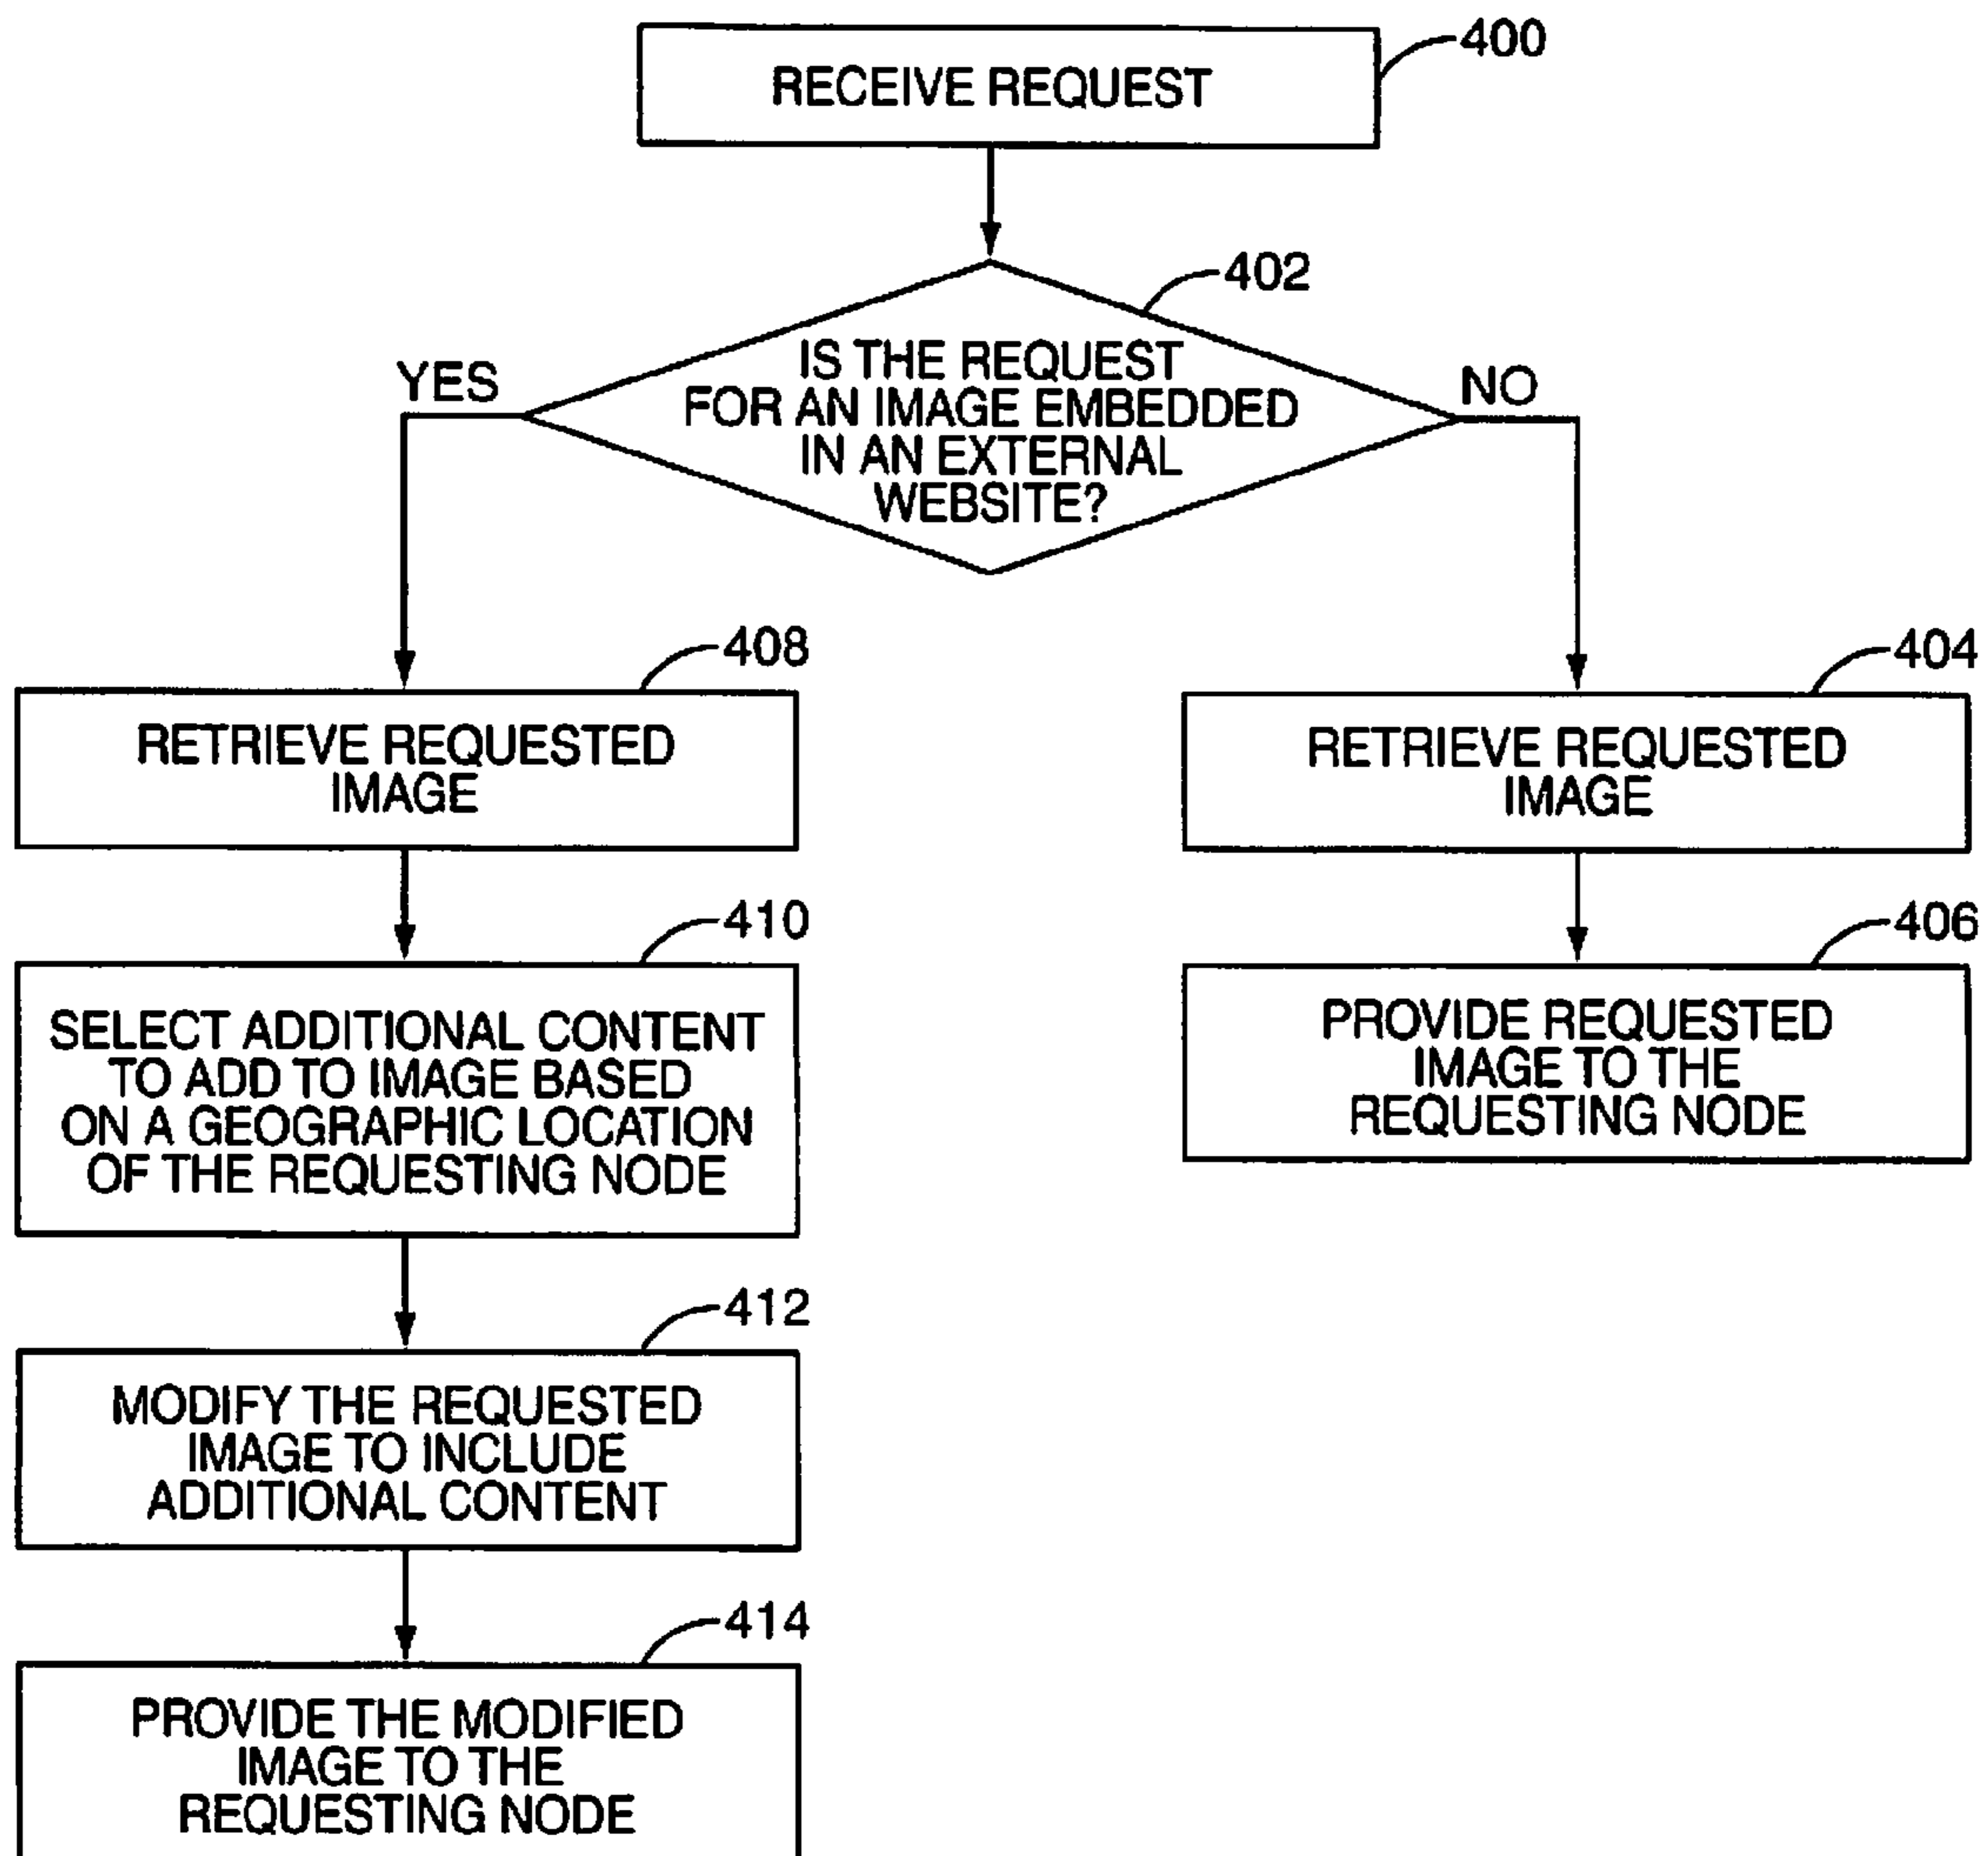 RECEIVE REQUEST
400
402
IS THE REQUEST
FOR AN IMAGE EMBEDDED
IN AN EXTERNAL
WEBSITE?
YES
NO
408
RETRIEVE REQUESTED
IMAGE
404
RETRIEVE REQUESTED
IMAGE
410
SELECT ADDITIONAL CONTENT
TO ADD TO IMAGE BASED
ON A GEOGRAPHIC LOCATION
OF THE REQUESTING NODE
406
PROVIDE REQUESTED
IMAGE TO THE
REQUESTING NODE
412
MODIFY THE REQUESTED
IMAGE TO INCLUDE
ADDITIONAL CONTENT
414
PROVIDE THE MODIFIED
IMAGE TO THE
REQUESTING NODE